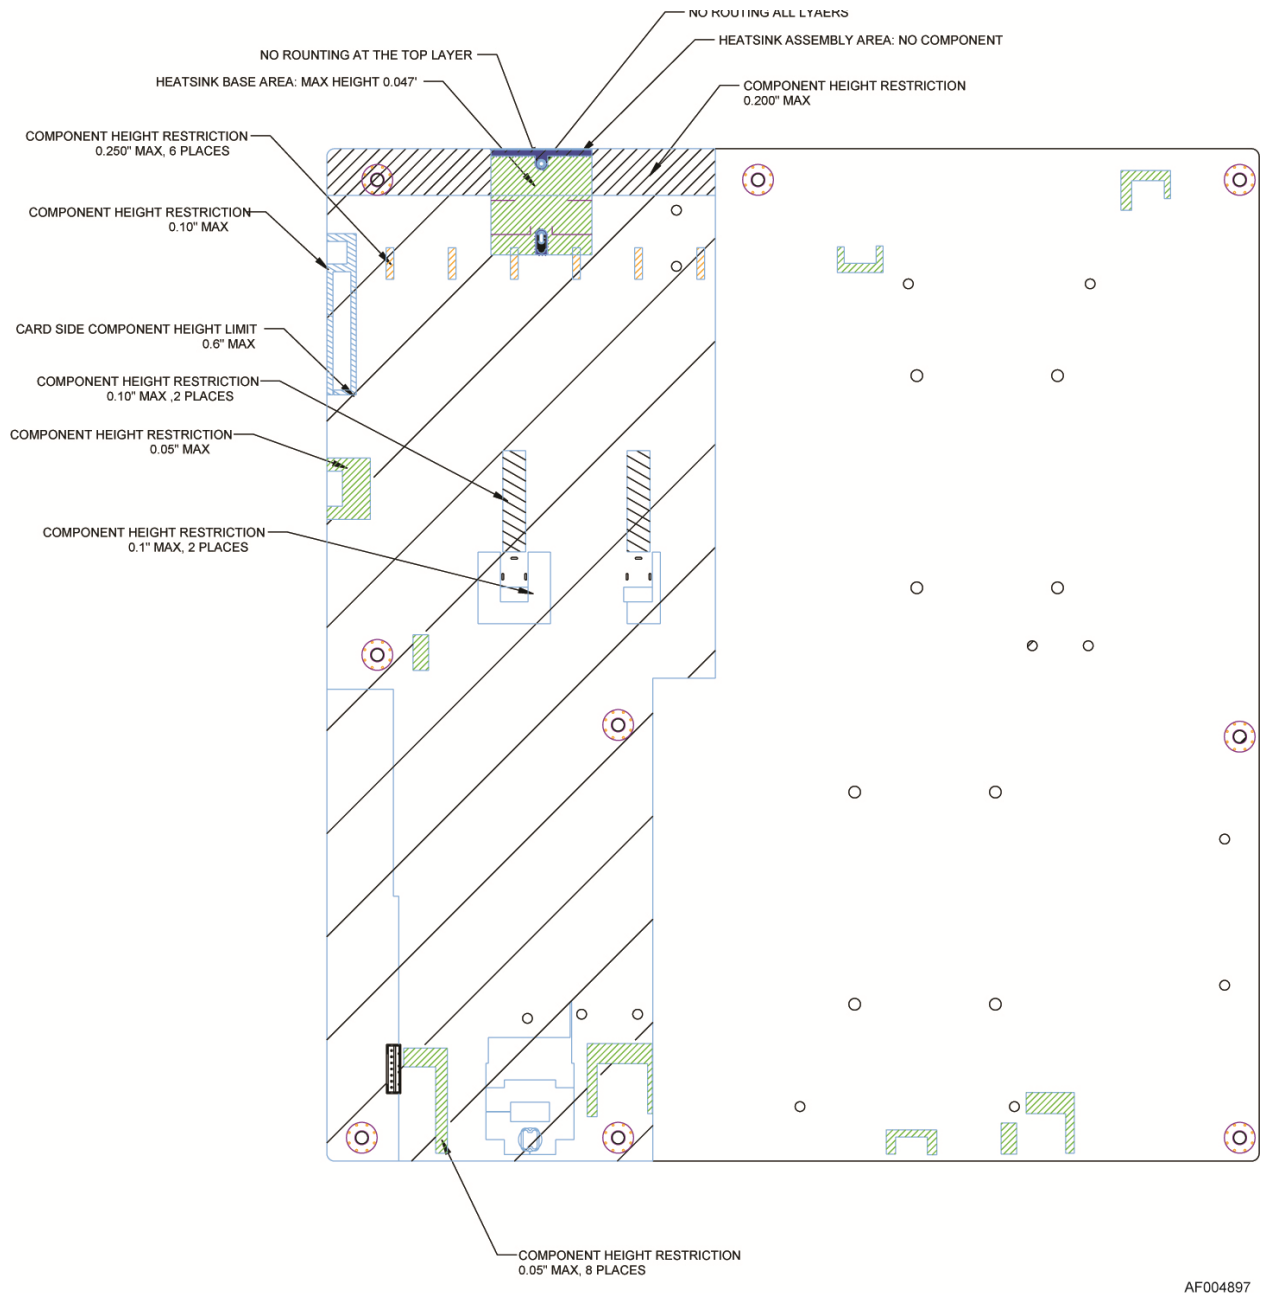 NO ROUTING ALL LYAERS
HEATSINK ASSEMBLY AREA: NO COMPONENT
NO ROUNTING AT THE TOP LAYER
HEATSINK BASE AREA: MAX HEIGHT 0.047'
COMPONENT HEIGHT RESTRICTION
0.200" MAX
COMPONENT HEIGHT RESTRICTION
0.250" MAX, 6 PLACES
COMPONENT HEIGHT RESTRICTION
0.10" MAX
CARD SIDE COMPONENT HEIGHT LIMIT
0.6" MAX
COMPONENT HEIGHT RESTRICTION
0.10" MAX ,2 PLACES
COMPONENT HEIGHT RESTRICTION
0.05" MAX
COMPONENT HEIGHT RESTRICTION
0.1" MAX, 2 PLACES
COMPONENT HEIGHT RESTRICTION
0.05" MAX, 8 PLACES
AF004897